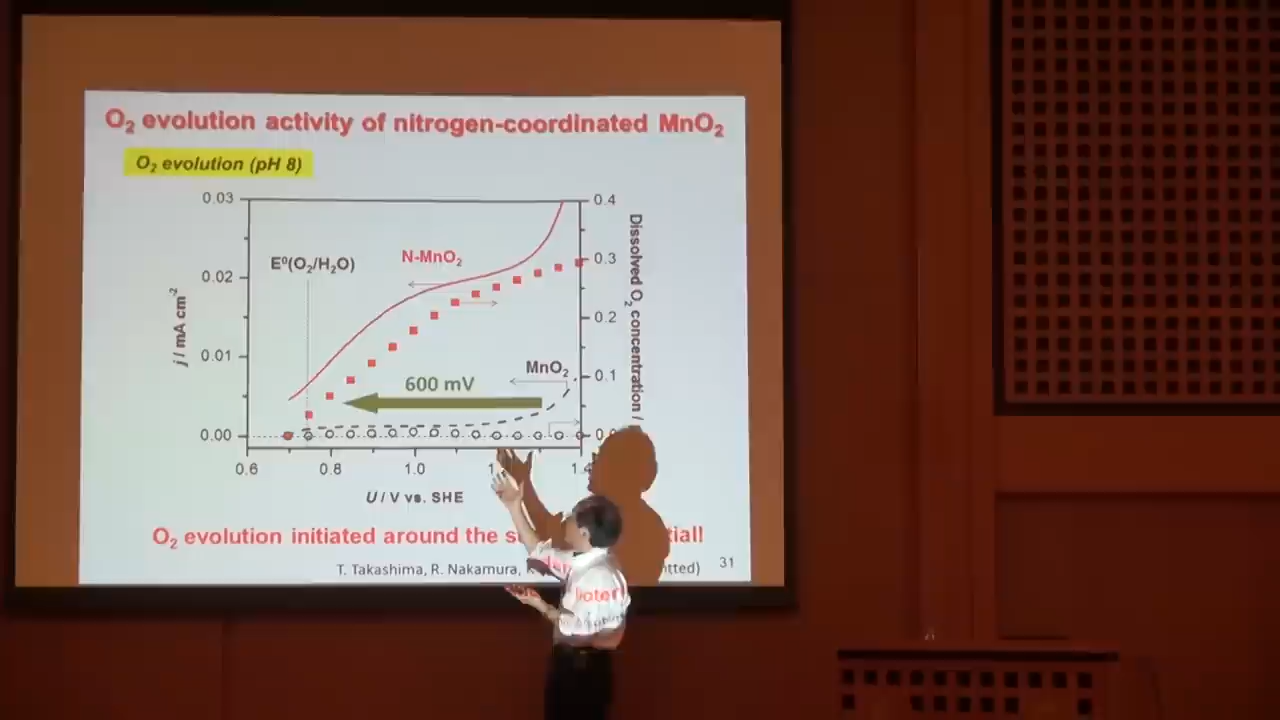 O₂ evolution activity of nitrogen-coordinated MnO₂
O₂ evolution (pH 8)
0.03
0.02
0.01
0.00
j / mA cm⁻²
E⁰(O₂/H₂O)
N-MnO₂
MnO₂
600 mV
0.4
0.3
0.2
0.1
Dissolved O₂ concentration /
0.6
0.8
1.0
1.4
U / V vs. SHE
O₂ evolution initiated around the
T. Takashima, R. Nakamura,
31